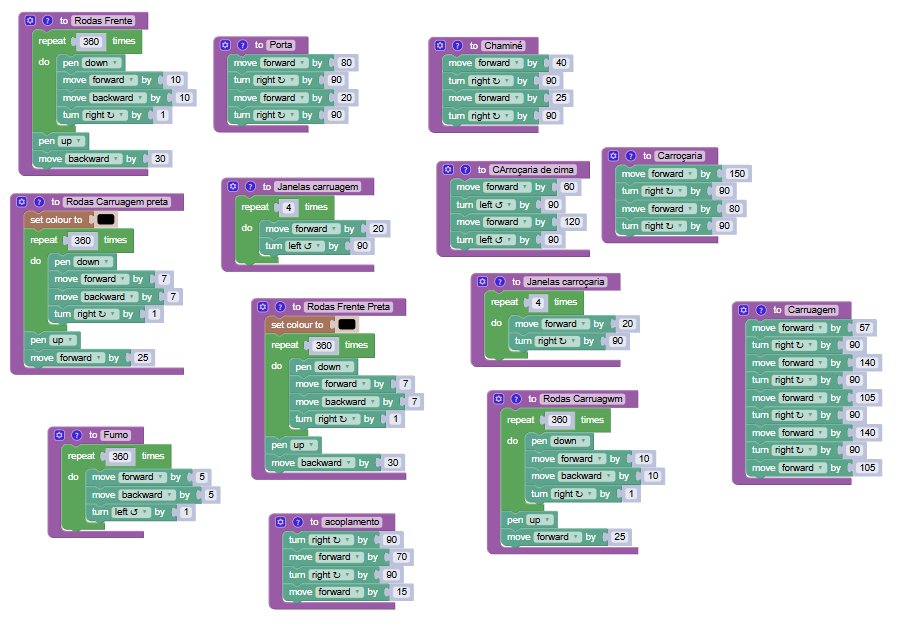 to Rodas Frente
repeat 360 times
do pen down
move forward by 10
move backward by 10
turn right ↻ by 1
pen up
move backward by 30
to Porta
move forward by 80
turn right ↻ by 90
move forward by 20
turn right ↻ by 90
to Chaminé
move forward by 40
turn right ↻ by 90
move forward by 25
turn right ↻ by 90
to Rodas Carruagem preta
set colour to
repeat 360 times
do pen down
move forward by 7
move backward by 7
turn right ↻ by 1
pen up
move forward by 25
to Janelas carruagem
repeat 4 times
do move forward by 20
turn left ↺ by 90
to CArroçaria de cima
move forward by 60
turn left ↺ by 90
move forward by 120
turn left ↺ by 90
to Carroçaria
move forward by 150
turn right ↻ by 90
move forward by 80
turn right ↻ by 90
to Rodas Frente Preta
set colour to
repeat 360 times
do pen down
move forward by 7
move backward by 7
turn right ↻ by 1
pen up
move backward by 30
to Janelas carroçaria
repeat 4 times
do move forward by 20
turn right ↻ by 90
to Carruagem
move forward by 57
turn right ↻ by 90
move forward by 140
turn right ↻ by 90
move forward by 105
turn right ↻ by 90
move forward by 140
turn right ↻ by 90
move forward by 105
to Fumo
repeat 360 times
do move forward by 5
move backward by 5
turn left ↺ by 1
to Rodas Carruagwm
repeat 360 times
do pen down
move forward by 10
move backward by 10
turn right ↻ by 1
pen up
move forward by 25
to acoplamento
turn right ↻ by 90
move forward by 70
turn right ↻ by 90
move forward by 15